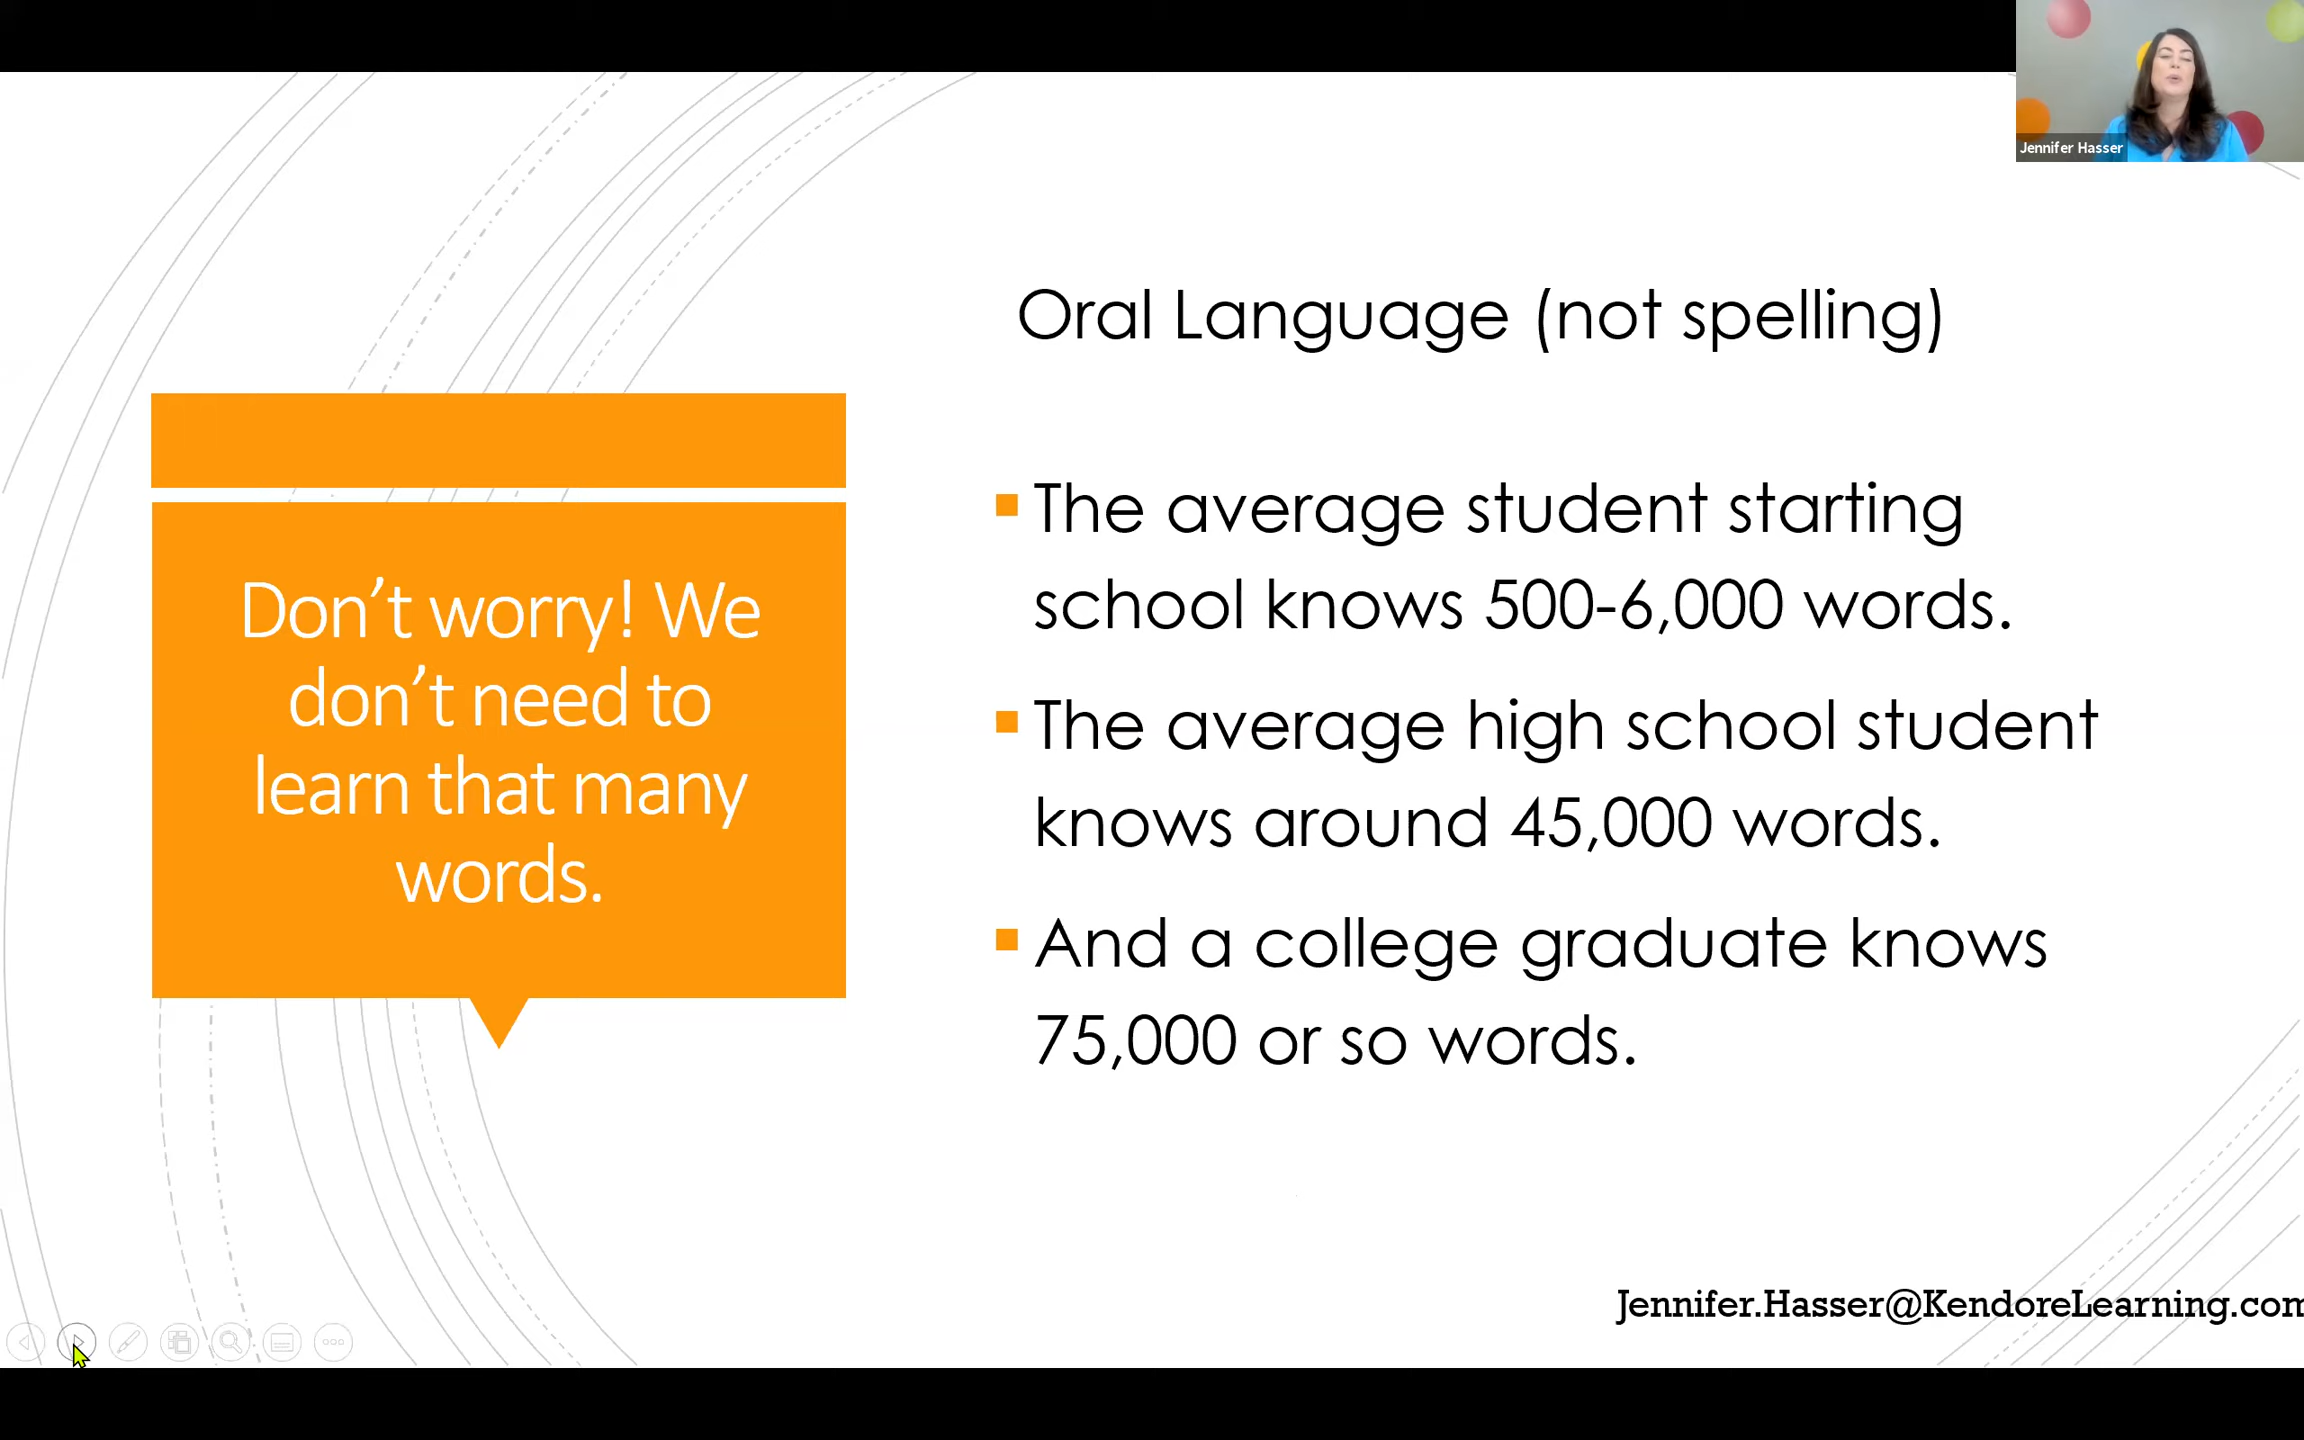 Jennifer Hasser
Oral Language (not spelling)
Don’t worry! We
don’t need to
learn that many
words.
▪ The average student starting
school knows 500-6,000 words.
▪ The average high school student
knows around 45,000 words.
▪ And a college graduate knows
75,000 or so words.
Jennifer.Hasser@KendoreLearning.com